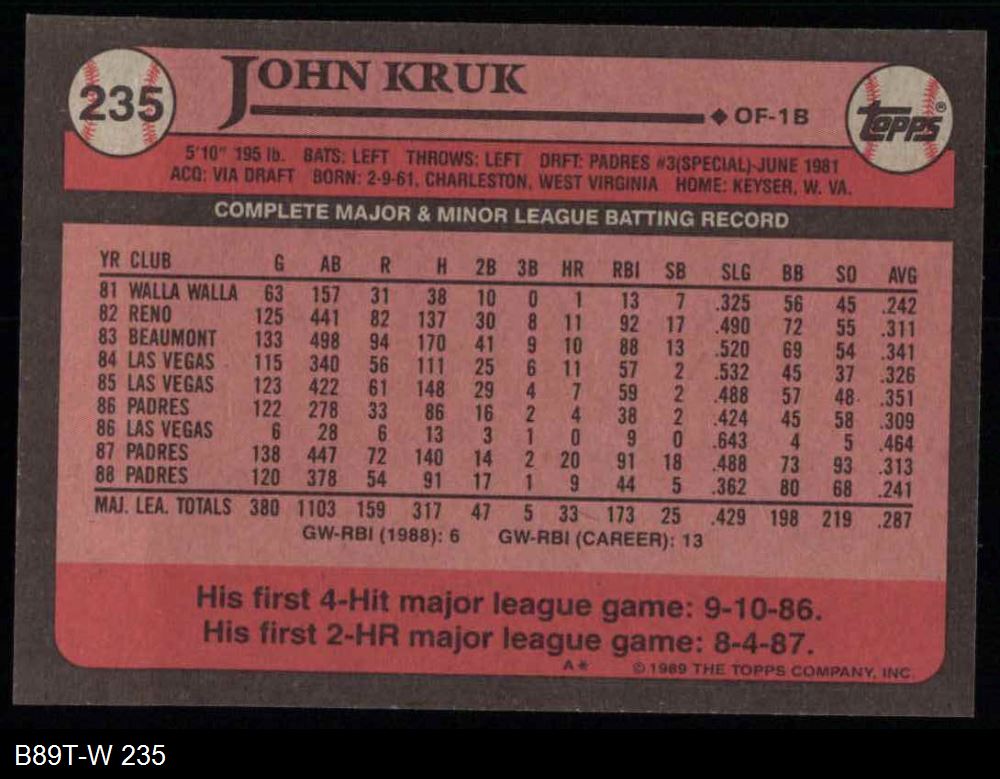 235
JOHN KRUK
◆ OF-1B
TOPPS®
5'10" 195 lb. BATS: LEFT THROWS: LEFT DRFT: PADRES #3(SPECIAL)-JUNE 1981
ACQ: VIA DRAFT BORN: 2-9-61, CHARLESTON, WEST VIRGINIA HOME: KEYSER, W. VA.
COMPLETE MAJOR & MINOR LEAGUE BATTING RECORD
YR CLUB G AB R H 2B 3B HR RBI SB SLG BB SO AVG
81 WALLA WALLA 63 157 31 38 10 0 1 13 7 .325 56 45 .242
82 RENO 125 441 82 137 30 8 11 92 17 .490 72 55 .311
83 BEAUMONT 133 498 94 170 41 9 10 88 13 .520 69 54 .341
84 LAS VEGAS 115 340 56 111 25 6 11 57 2 .532 45 37 .326
85 LAS VEGAS 123 422 61 148 29 4 7 59 2 .488 57 48 .351
86 PADRES 122 278 33 86 16 2 4 38 2 .424 45 58 .309
86 LAS VEGAS 6 28 6 13 3 1 0 9 0 .643 4 5 .464
87 PADRES 138 447 72 140 14 2 20 91 18 .488 73 93 .313
88 PADRES 120 378 54 91 17 1 9 44 5 .362 80 68 .241
MAJ. LEA. TOTALS 380 1103 159 317 47 5 33 173 25 .429 198 219 .287
GW-RBI (1988): 6 GW-RBI (CAREER): 13
His first 4-Hit major league game: 9-10-86.
His first 2-HR major league game: 8-4-87.
A* © 1989 THE TOPPS COMPANY, INC.
B89T-W 235